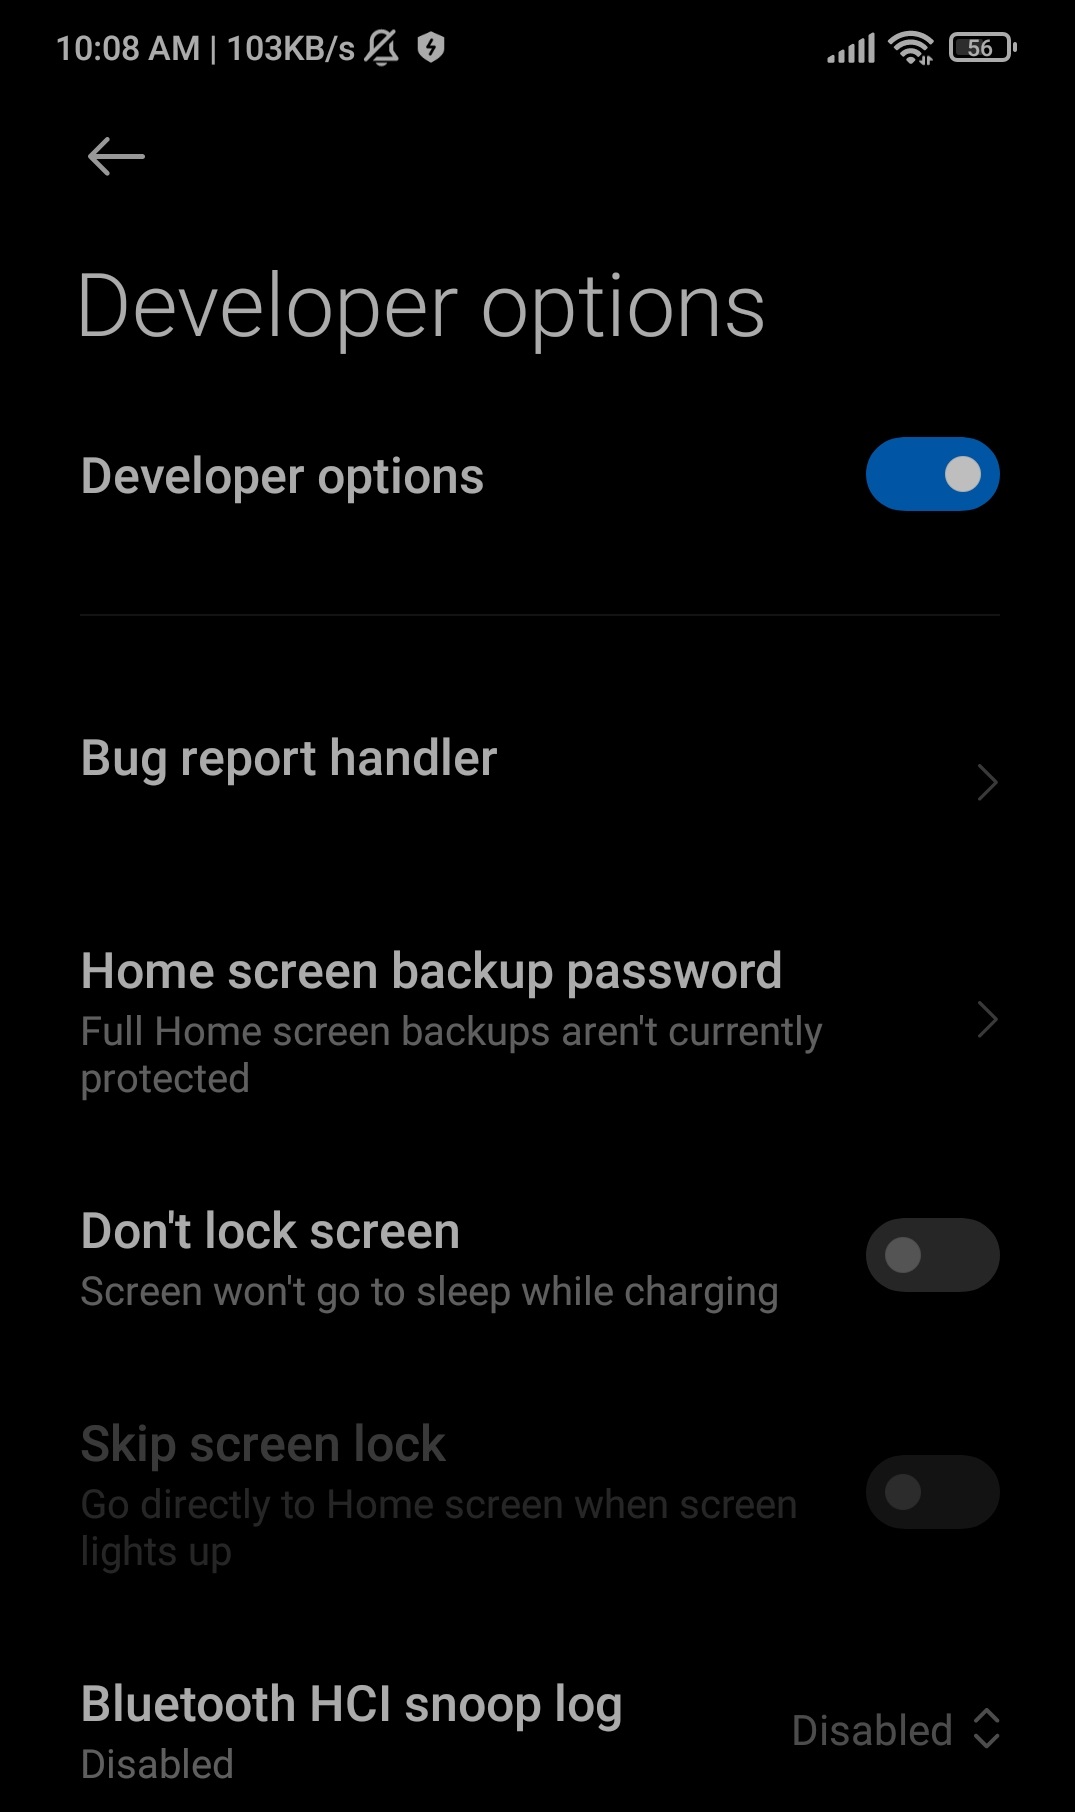 10:08 AM | 103KB/s
56
Developer options
Developer options
Bug report handler
Home screen backup password
Full Home screen backups aren't currently
protected
Don't lock screen
Screen won't go to sleep while charging
Skip screen lock
Go directly to Home screen when screen
lights up
Bluetooth HCI snoop log
Disabled
Disabled